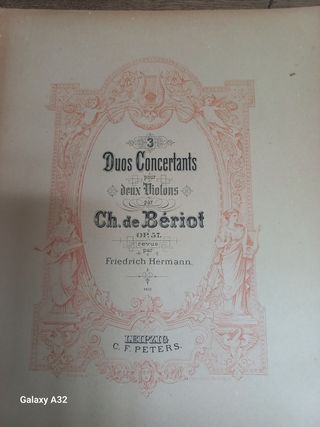 3
Duos Concertants
pour
deux Violons
par
Ch. de Bériot
OP. 57.
revus
par
Friedrich Hermann.
LEIPZIG
C. F. PETERS.
Galaxy A32